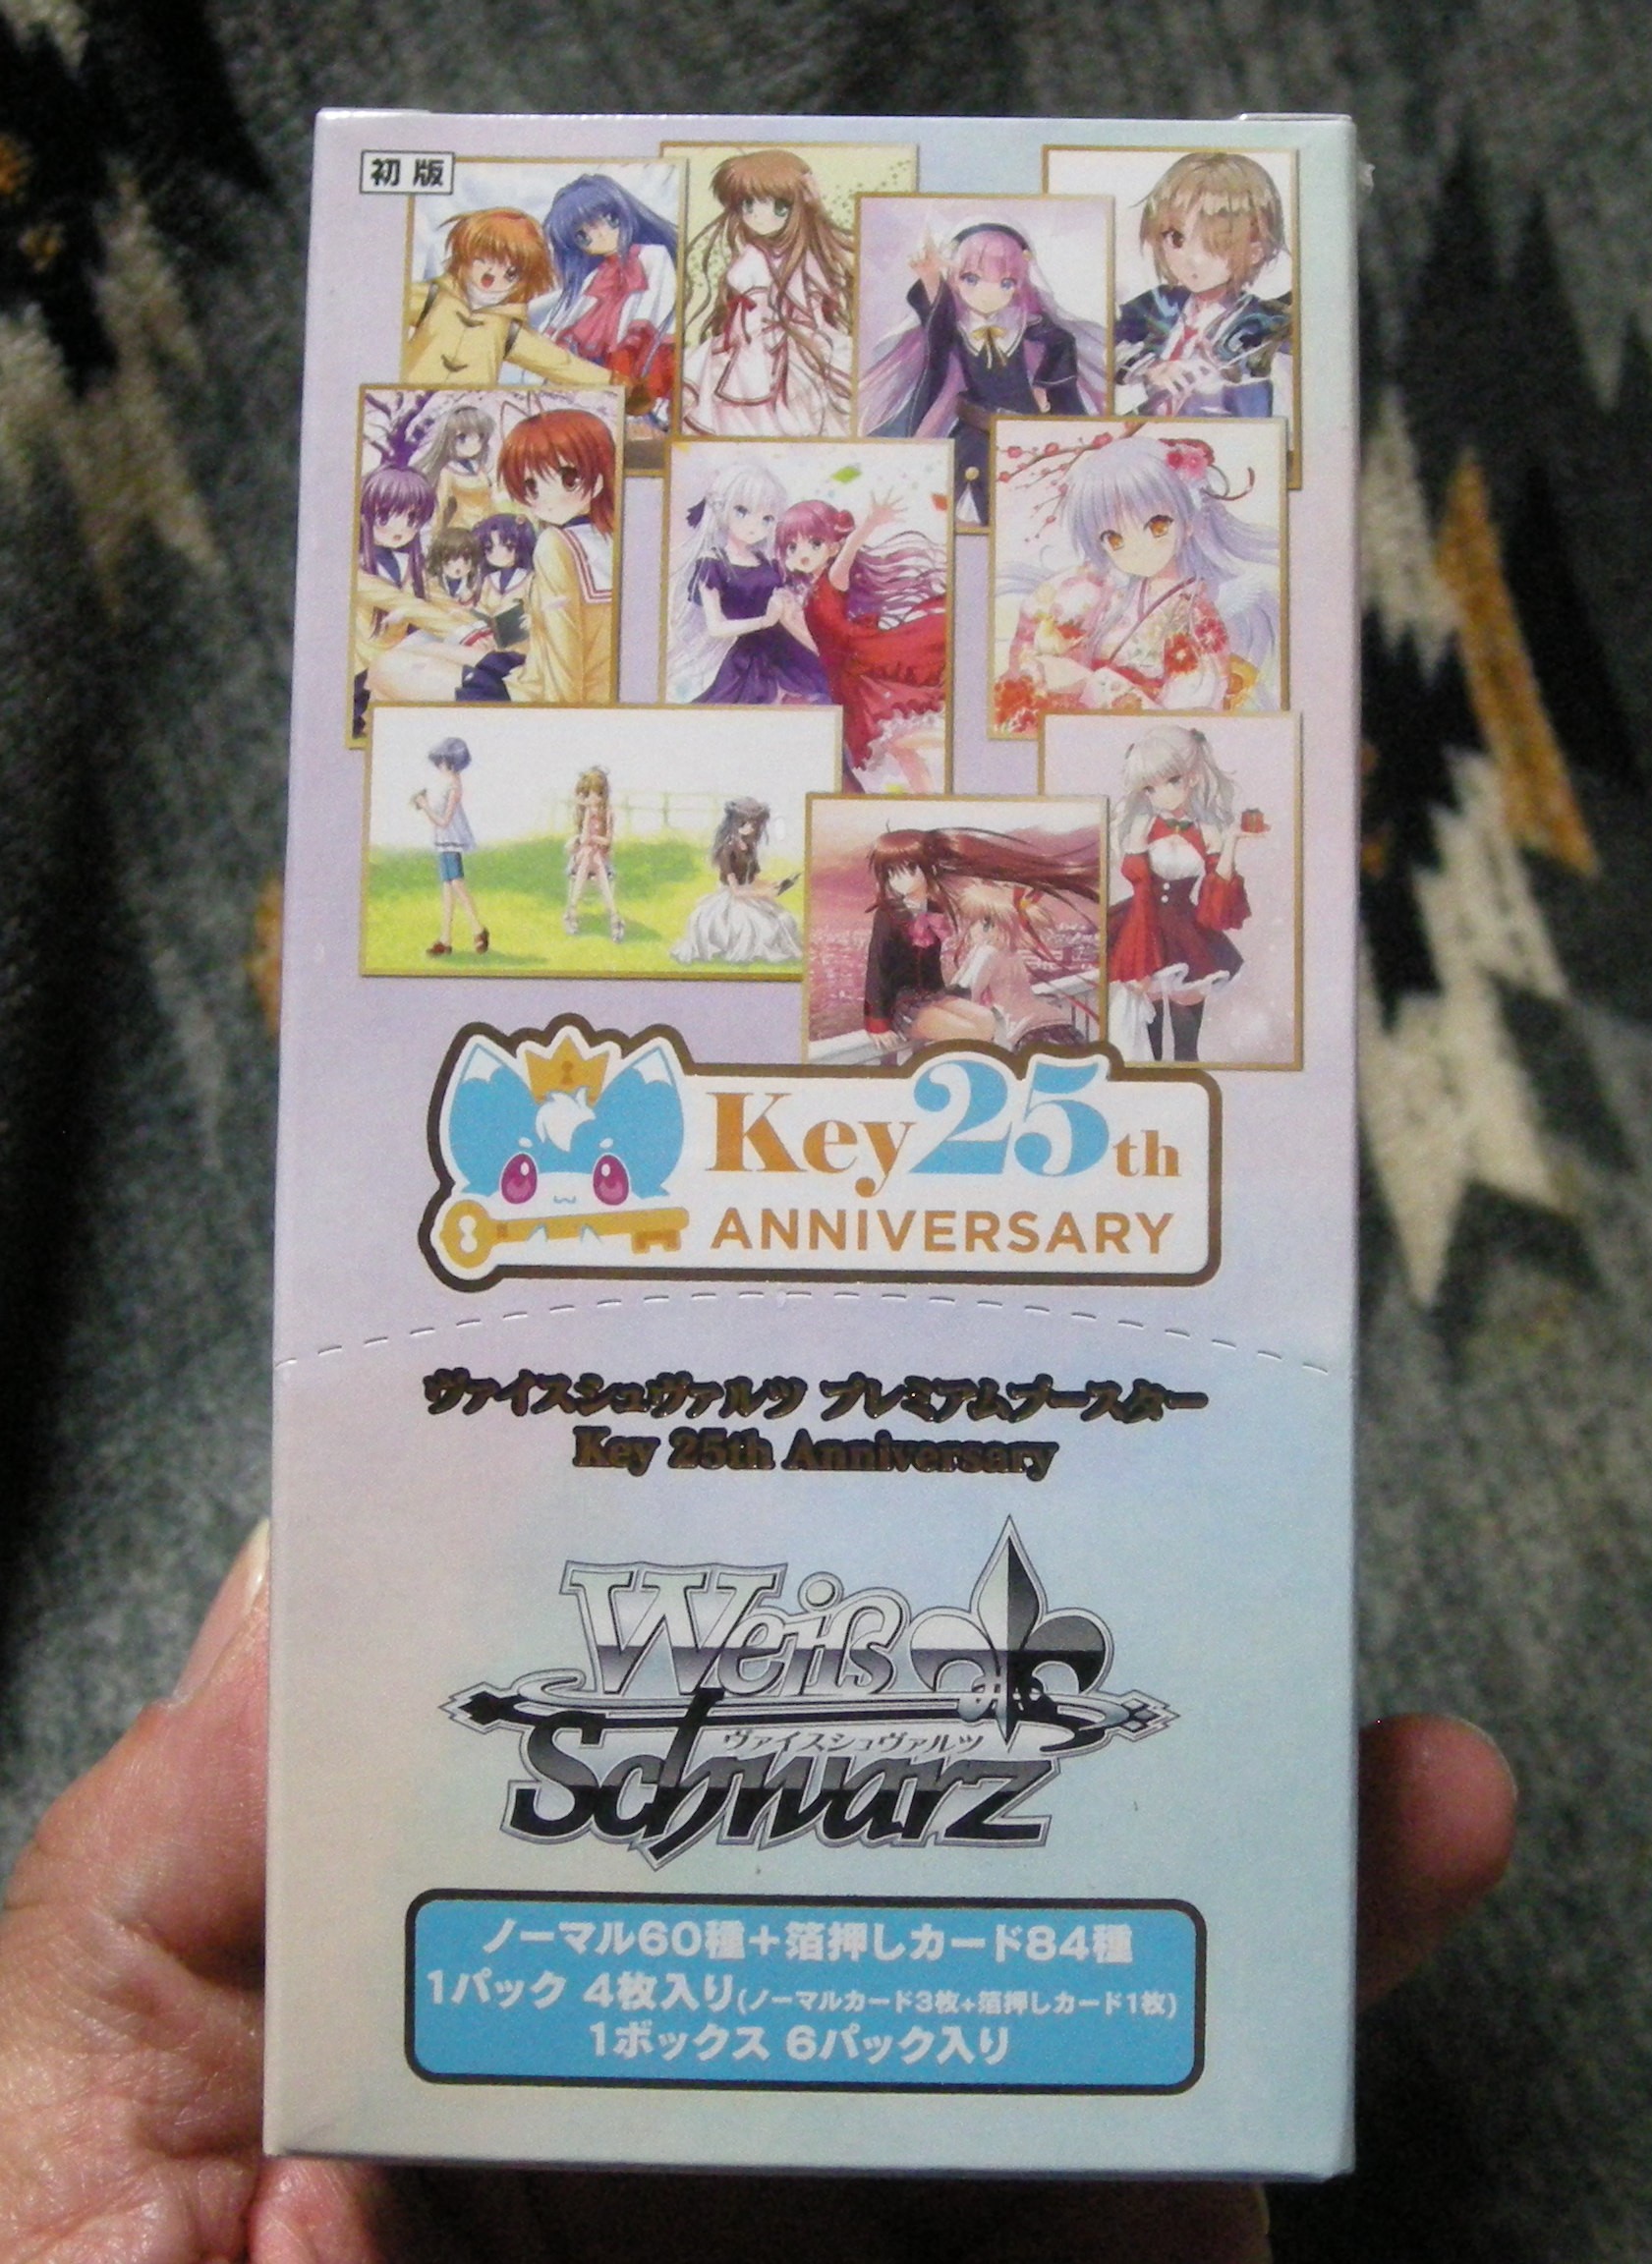 初版
Key 25th
ANNIVERSARY
ヴァイスシュヴァルツ プレミアムブースター
Key 25th Anniversary
Weiß
ヴァイスシュヴァルツ
Schwarz
ノーマル60種+箔押しカード84種
1パック 4枚入り(ノーマルカード3枚+箔押しカード1枚)
1ボックス 6パック入り